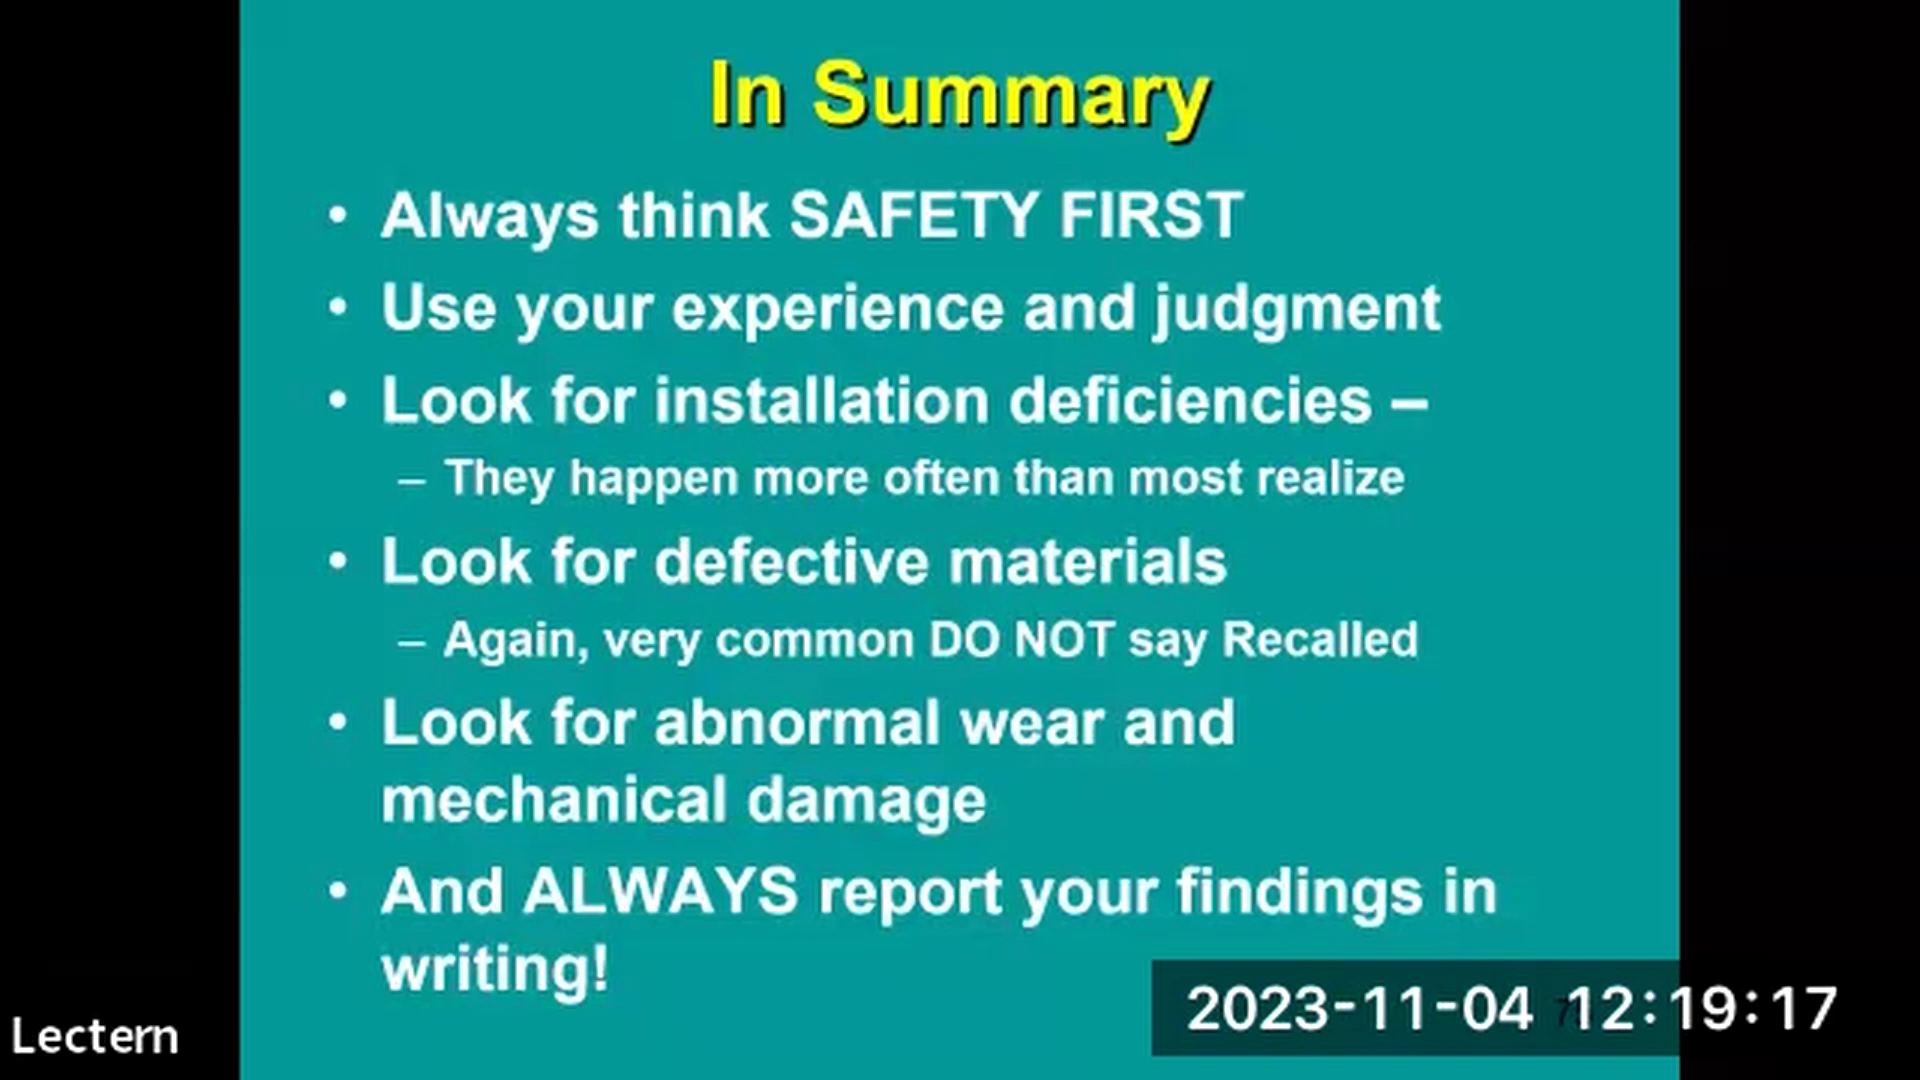 In Summary
• Always think SAFETY FIRST
• Use your experience and judgment
• Look for installation deficiencies –
– They happen more often than most realize
• Look for defective materials
– Again, very common DO NOT say Recalled
• Look for abnormal wear and
mechanical damage
• And ALWAYS report your findings in
writing!
Lectern
2023-11-04 12:19:17